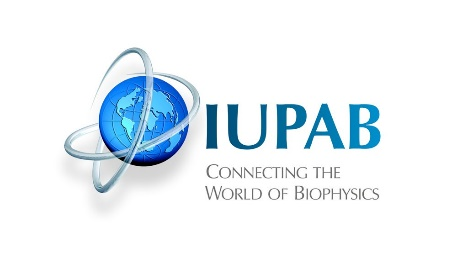 IUPAB
CONNECTING THE
WORLD OF BIOPHYSICS